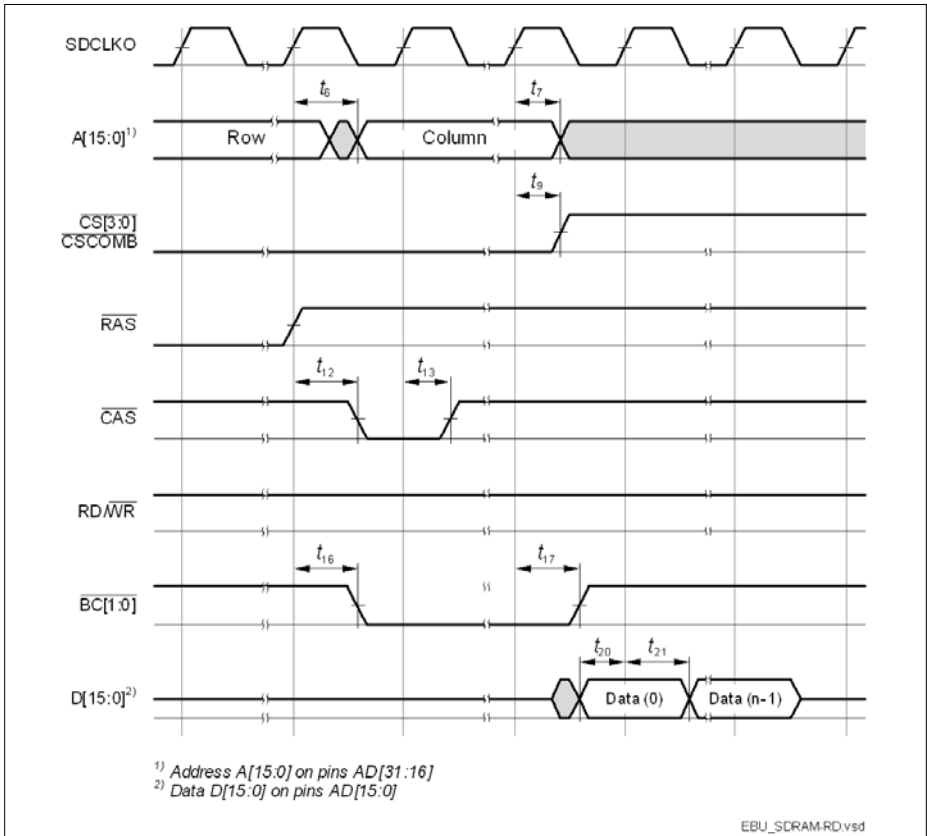 SDCLKO
t6
t7
A[15:0]1)
Row
Column
t9
CS[3:0]
CSCOMB
RAS
t12
t13
CAS
RD/WR
t16
t17
BC[1:0]
t20
t21
D[15:0]2)
Data (0)
Data (n-1)
1) Address A[15:0] on pins AD[31:16]
2) Data D[15:0] on pins AD[15:0]
EBU_SDRAM-RD.vsd